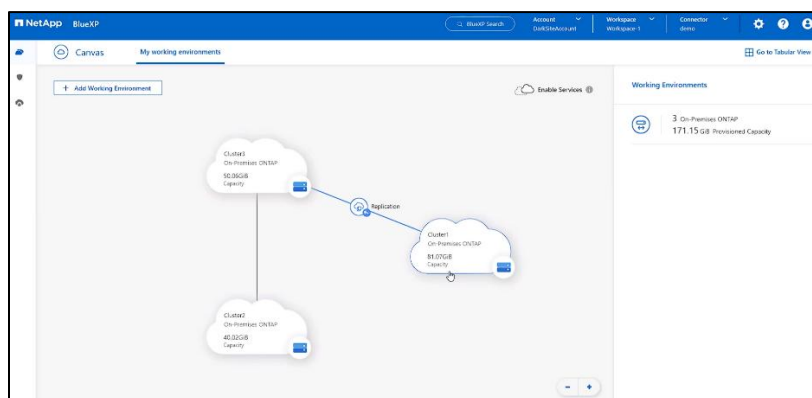 NetApp BlueXP
BlueXP Search
Account
DarkSiteAccount
Workspace
Workspace-1
Connector
demo
Canvas
My working environments
Go to Tabular View
+ Add Working Environment
Enable Services
Working Environments
3 On-Premises ONTAP
171.15 GiB Provisioned Capacity
Cluster3
On-Premises ONTAP
50.06GiB
Capacity
Replication
Cluster1
On-Premises ONTAP
81.07GiB
Capacity
Cluster2
On-Premises ONTAP
40.02GiB
Capacity